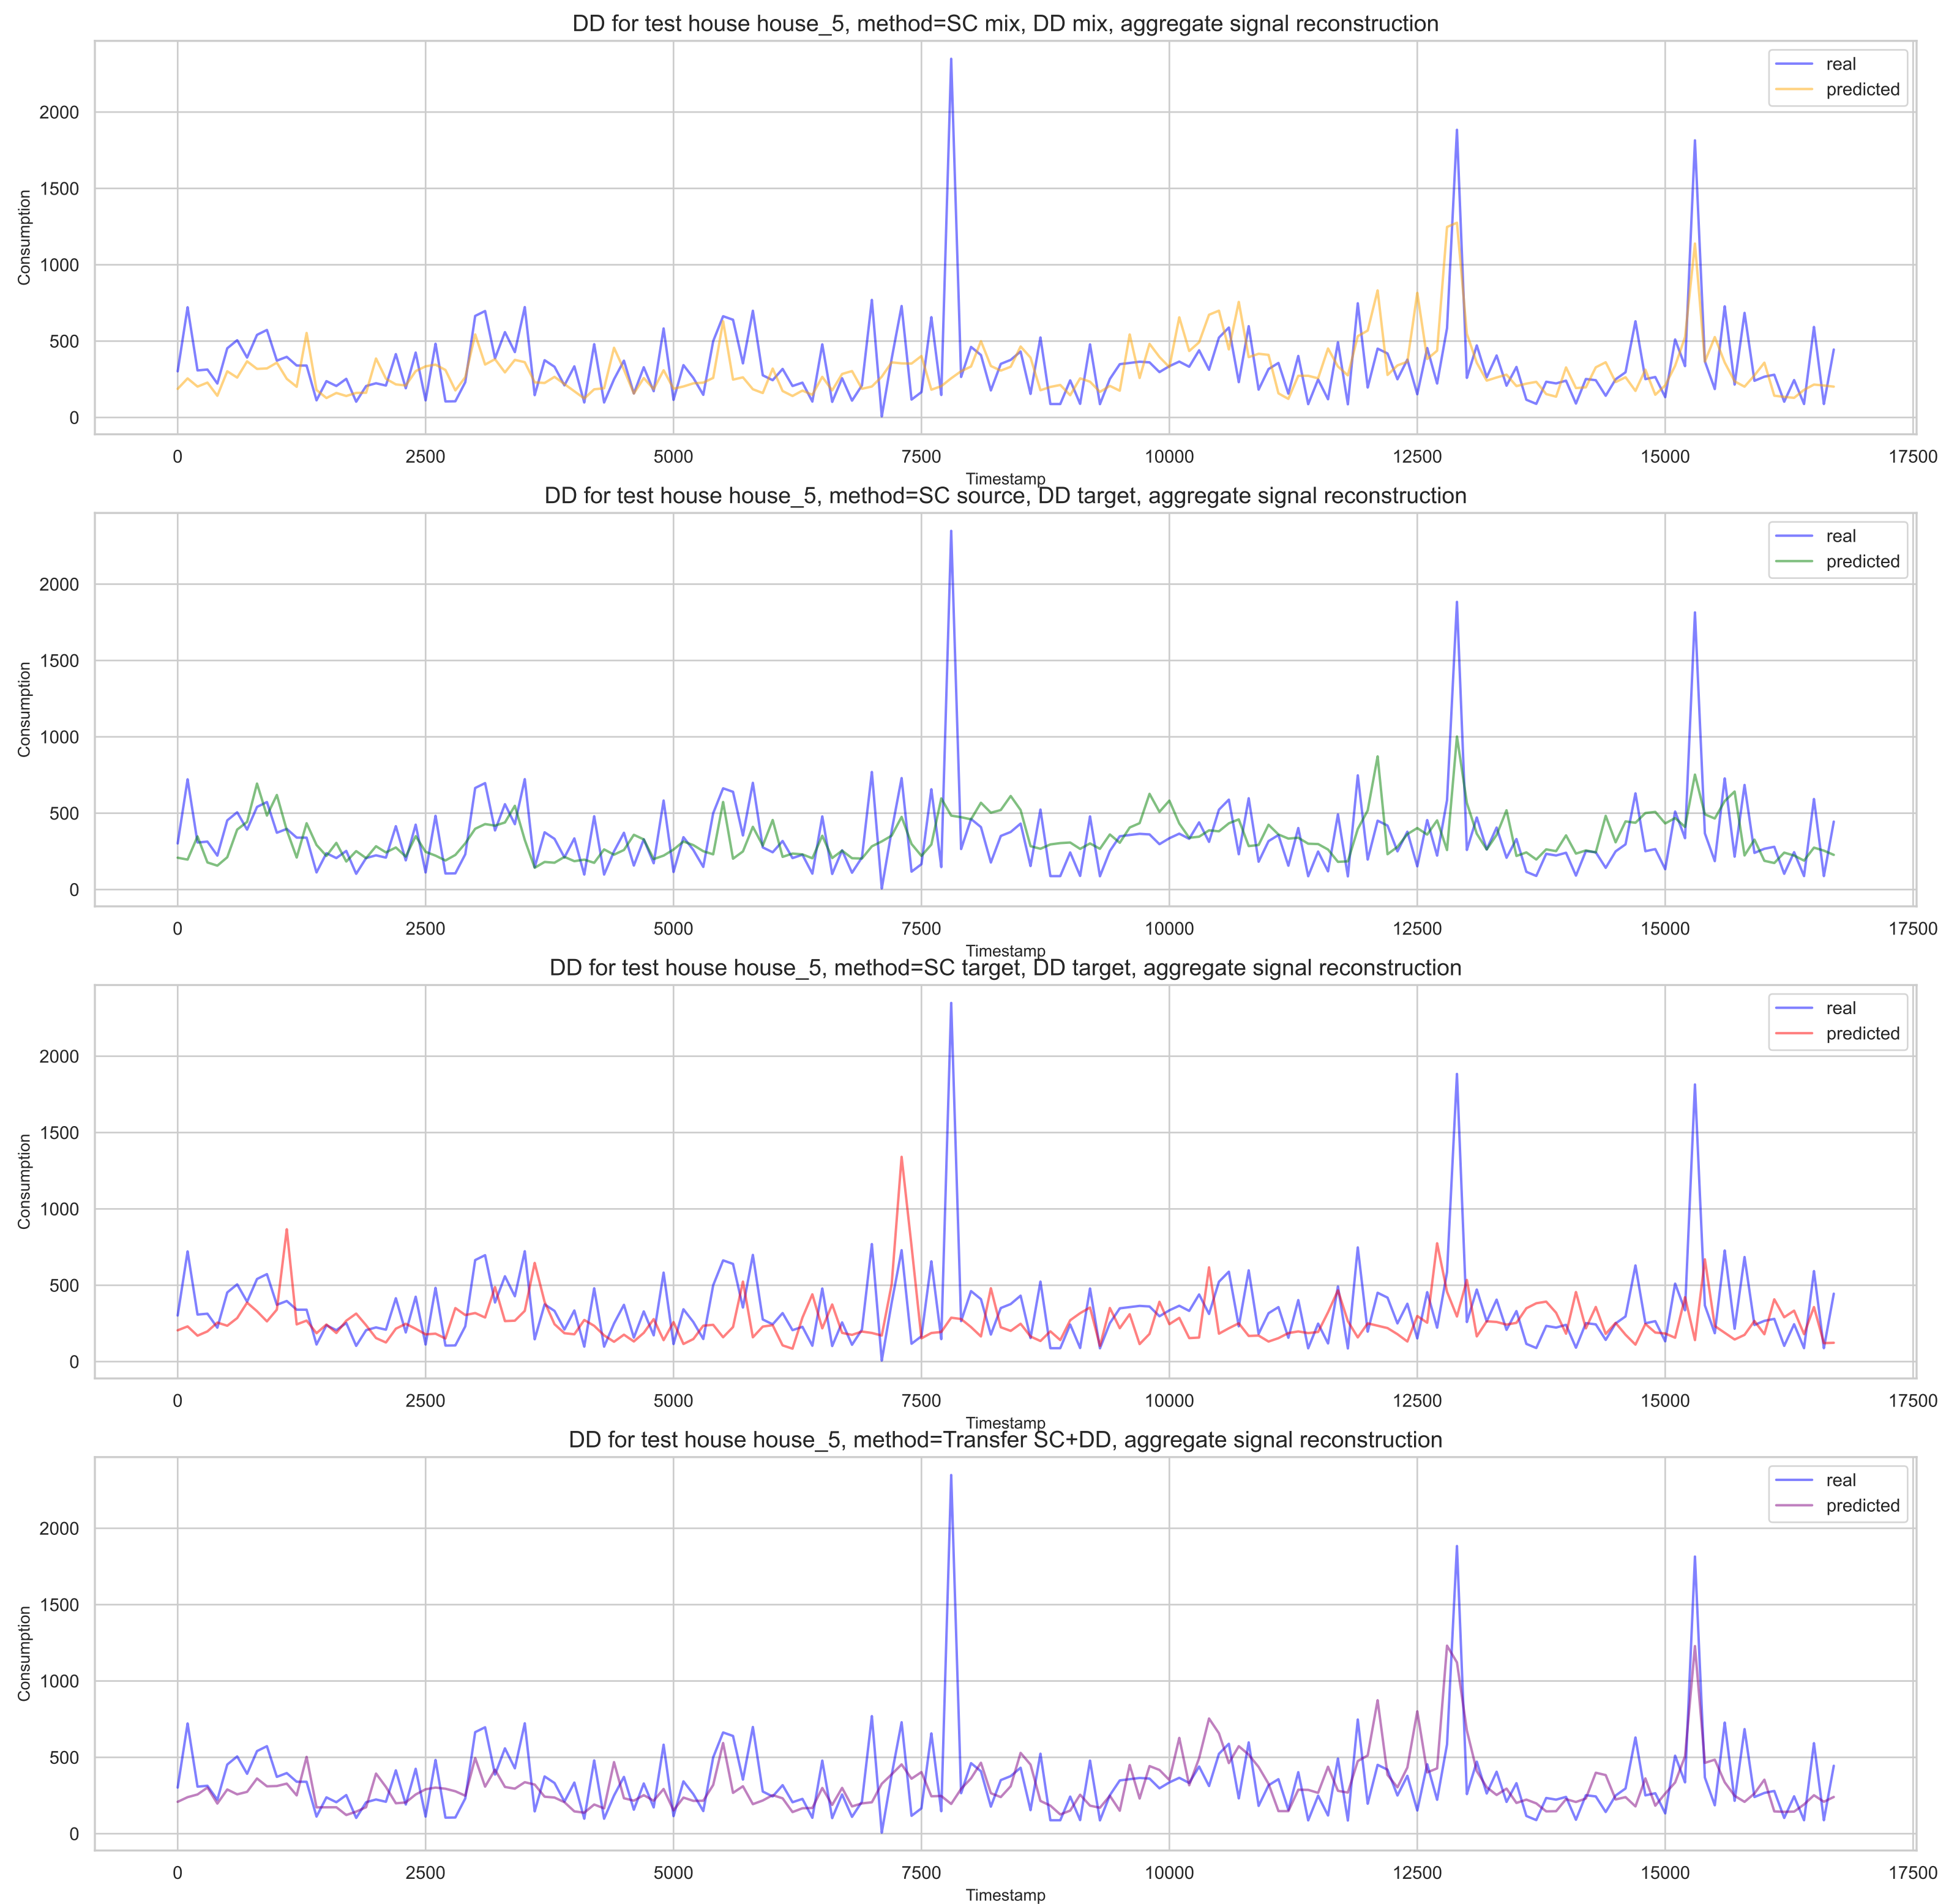 DD for test house house_5, method=SC mix, DD mix, aggregate signal reconstruction
real
predicted
2000
1500
1000
500
0
Consumption
0 2500 5000 7500 10000 12500 15000 17500
Timestamp
DD for test house house_5, method=SC source, DD target, aggregate signal reconstruction
real
predicted
2000
1500
1000
500
0
Consumption
0 2500 5000 7500 10000 12500 15000 17500
Timestamp
DD for test house house_5, method=SC target, DD target, aggregate signal reconstruction
real
predicted
2000
1500
1000
500
0
Consumption
0 2500 5000 7500 10000 12500 15000 17500
Timestamp
DD for test house house_5, method=Transfer SC+DD, aggregate signal reconstruction
real
predicted
2000
1500
1000
500
0
Consumption
0 2500 5000 7500 10000 12500 15000 17500
Timestamp